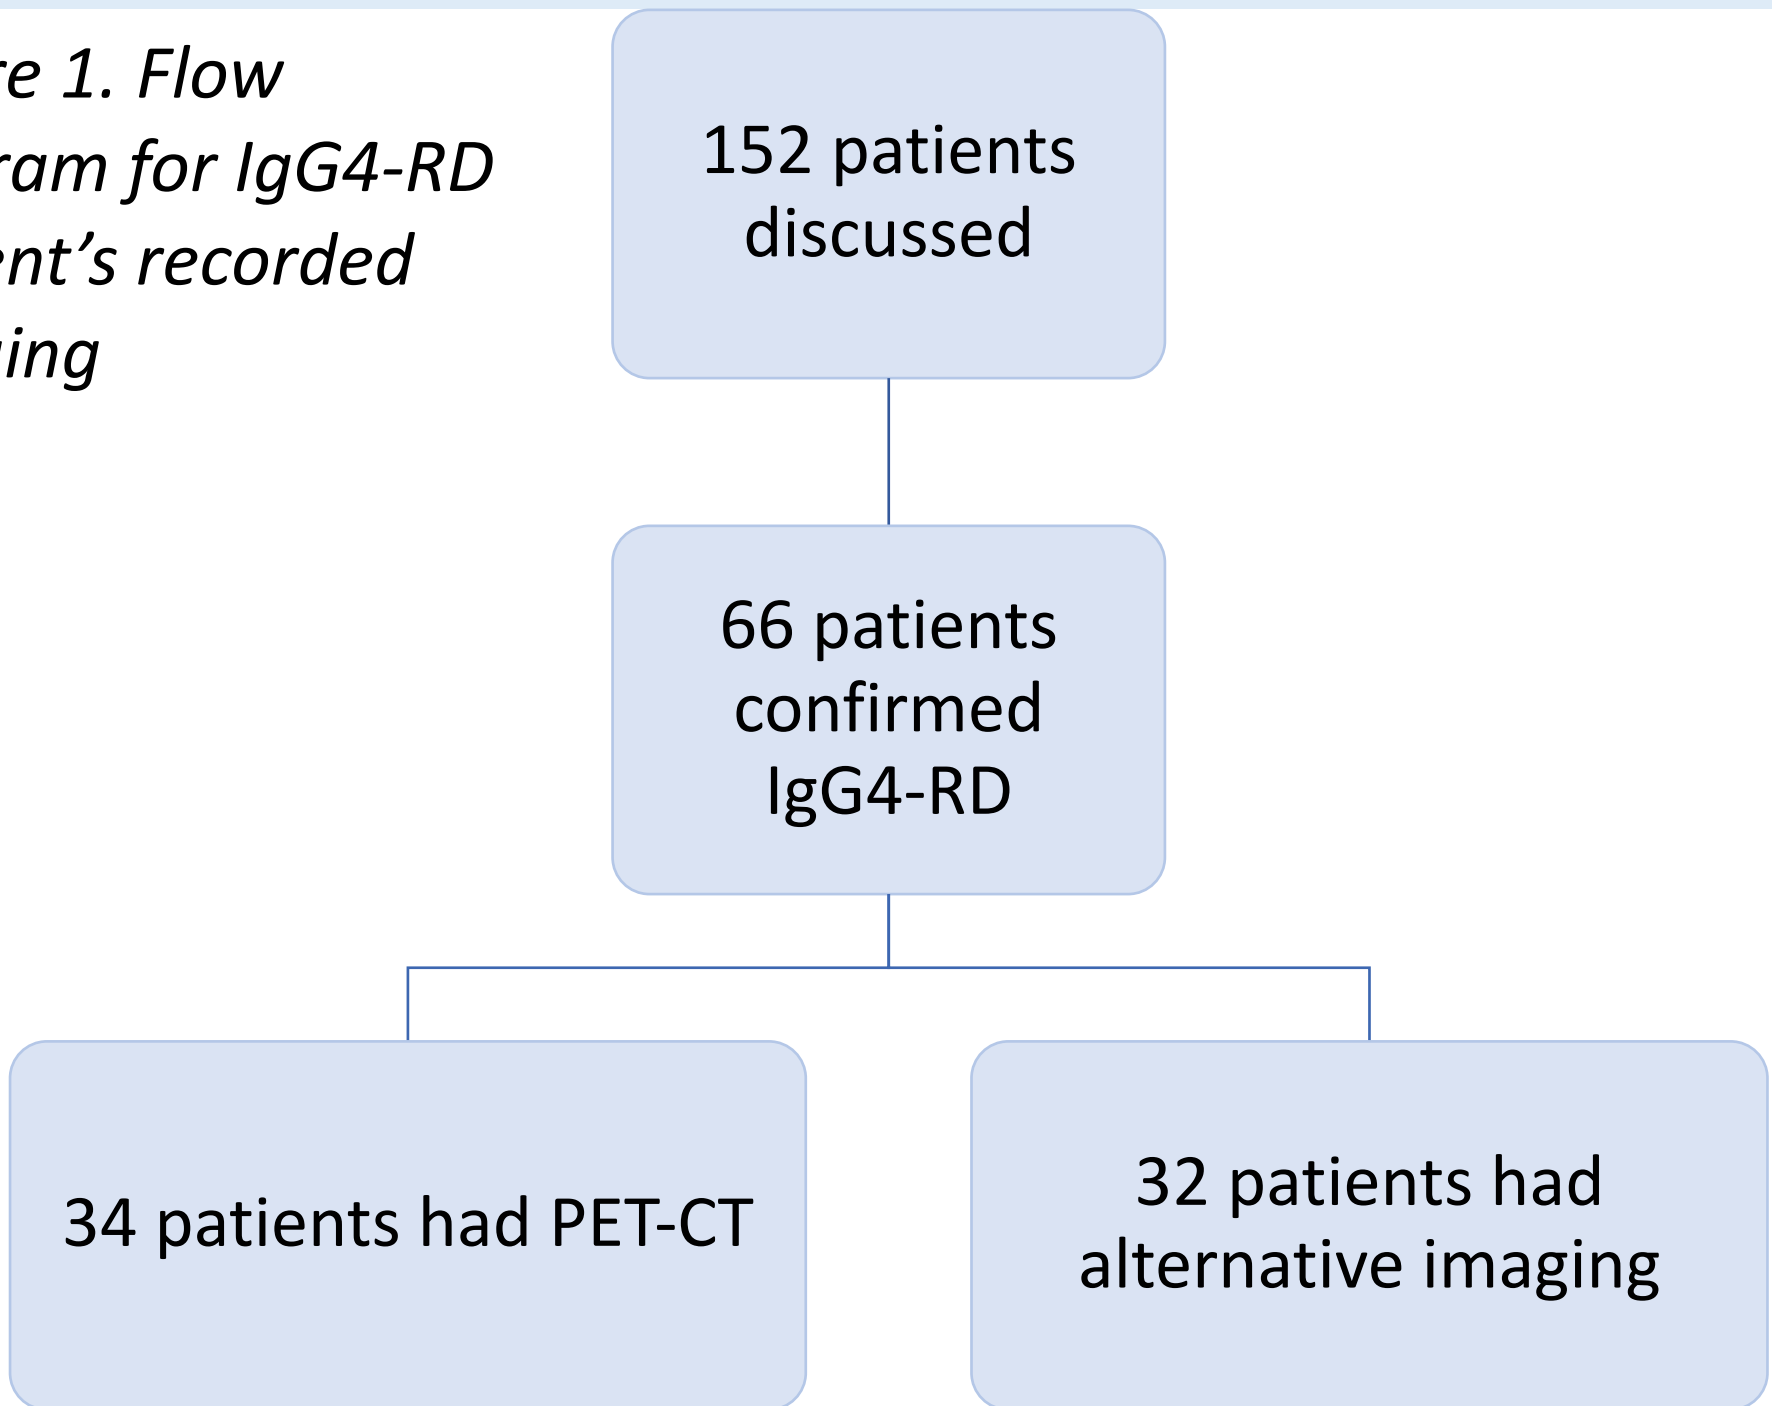 re 1. Flow
ram for IgG4-RD
ent’s recorded
ing
152 patients
discussed
66 patients
confirmed
IgG4-RD
34 patients had PET-CT
32 patients had
alternative imaging